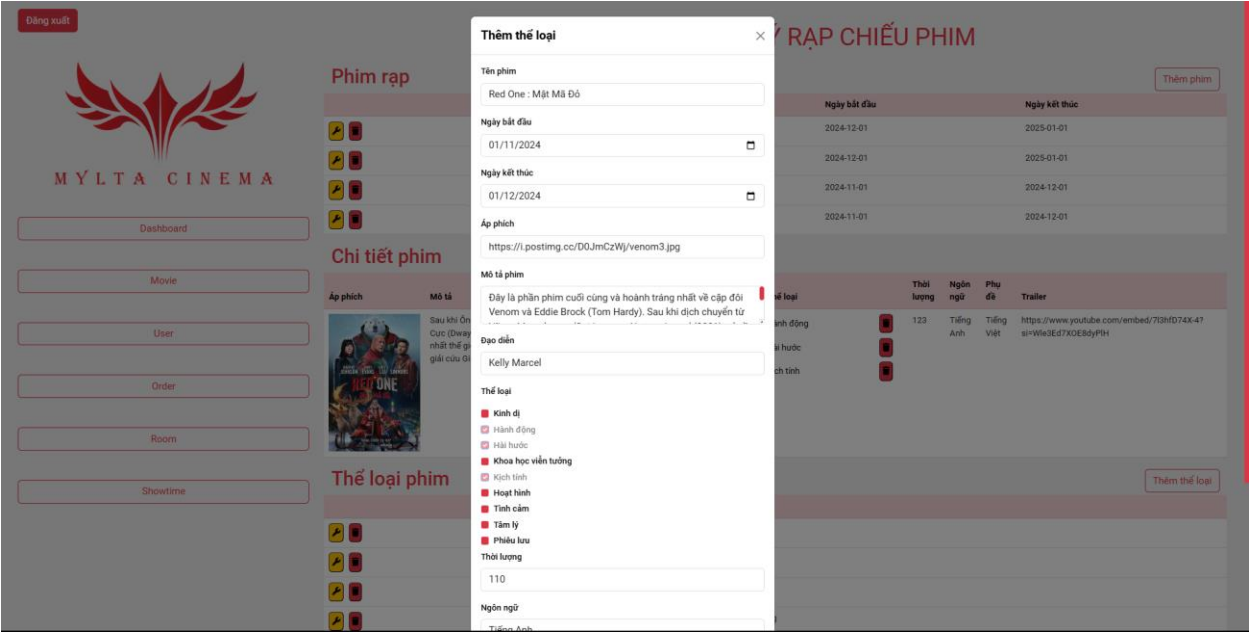 Đăng xuất
MYLTA CINEMA
Dashboard
Movie
User
Order
Room
Showtime
Ý RẠP CHIẾU PHIM
Phim rạp
Thêm phim
Ngày bắt đầu Ngày kết thúc
2024-12-01 2025-01-01
2024-12-01 2025-01-01
2024-11-01 2024-12-01
2024-11-01 2024-12-01
Chi tiết phim
Áp phích Mô tả hể loại Thời lượng Ngôn ngữ Phụ đề Trailer
Sau khi Ôn
Cực (Dway
nhất thế gi
giải cứu Gi
RED ONE
ành động
ài hước
ịch tính
123
Tiếng Anh
Tiếng Việt
https://www.youtube.com/embed/7l3hfD74X-4?
si=Wle3Ed7XOE8dyPlH
Thể loại phim
Thêm thể loại
Thêm thể loại
Tên phim
Red One : Mật Mã Đỏ
Ngày bắt đầu
01/11/2024
Ngày kết thúc
01/12/2024
Áp phích
https://i.postimg.cc/D0JmCzWj/venom3.jpg
Mô tả phim
Đây là phần phim cuối cùng và hoành tráng nhất về cặp đôi
Venom và Eddie Brock (Tom Hardy). Sau khi dịch chuyển từ
Đạo diễn
Kelly Marcel
Thể loại
Kinh dị
Hành động
Hài hước
Khoa học viễn tưởng
Kịch tính
Hoạt hình
Tình cảm
Tâm lý
Phiêu lưu
Thời lượng
110
Ngôn ngữ
Tiếng Anh